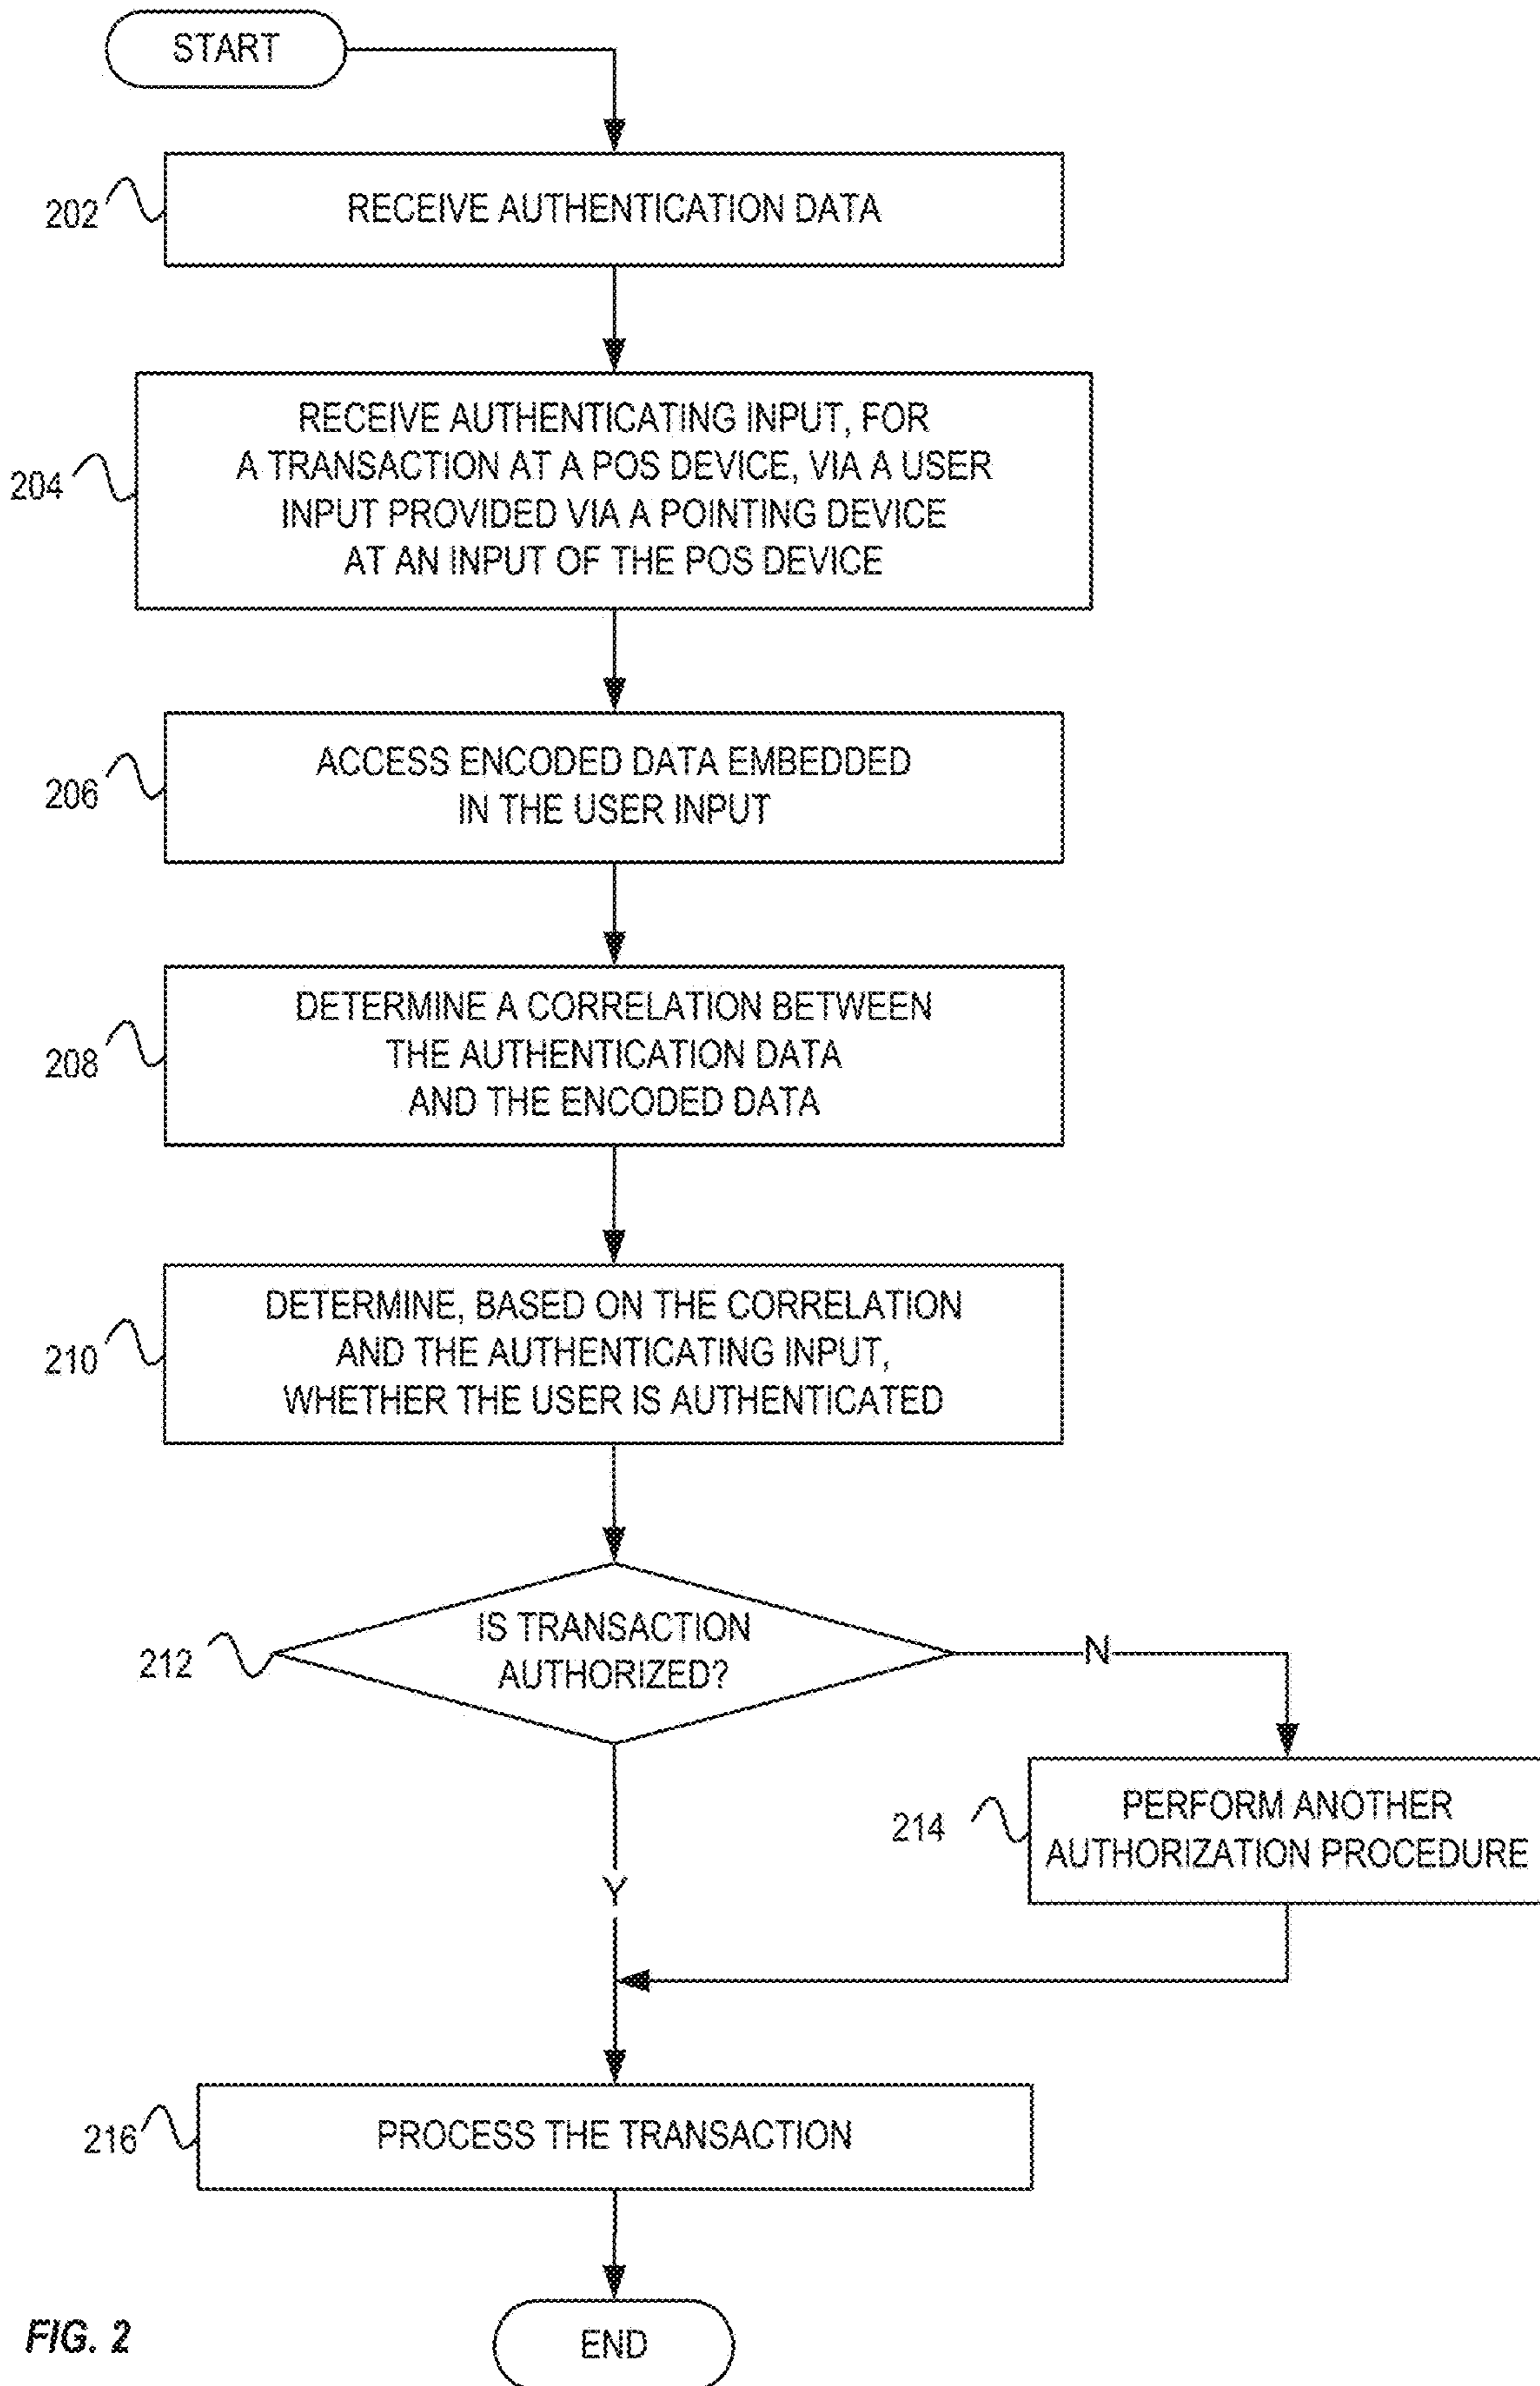 START
202
RECEIVE AUTHENTICATION DATA
204
RECEIVE AUTHENTICATING INPUT, FOR
A TRANSACTION AT A POS DEVICE, VIA A USER
INPUT PROVIDED VIA A POINTING DEVICE
AT AN INPUT OF THE POS DEVICE
206
ACCESS ENCODED DATA EMBEDDED
IN THE USER INPUT
208
DETERMINE A CORRELATION BETWEEN
THE AUTHENTICATION DATA
AND THE ENCODED DATA
210
DETERMINE, BASED ON THE CORRELATION
AND THE AUTHENTICATING INPUT,
WHETHER THE USER IS AUTHENTICATED
212
IS TRANSACTION
AUTHORIZED?
N
214
PERFORM ANOTHER
AUTHORIZATION PROCEDURE
Y
216
PROCESS THE TRANSACTION
END
FIG. 2